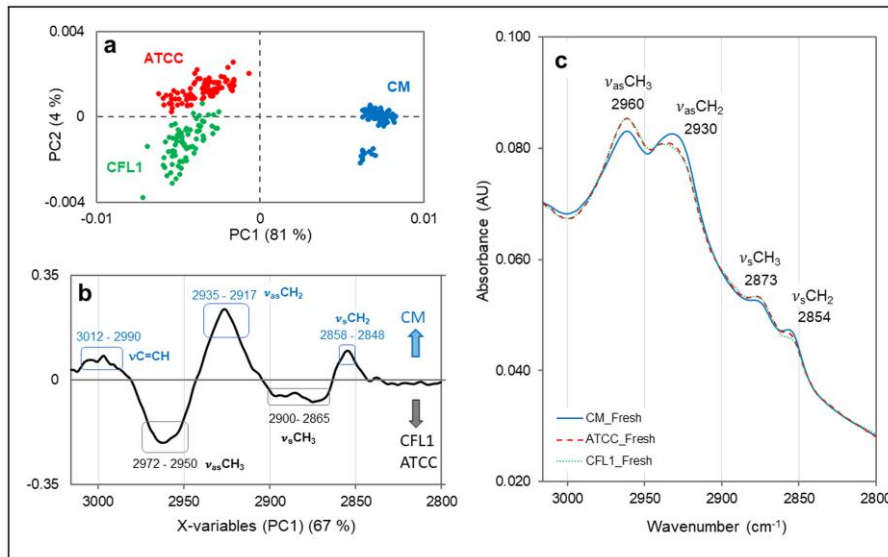 a
0.004
0
-0.004
PC2 (4 %)
ATCC
CFL1
CM
-0.01
0
0.01
PC1 (81 %)
b
0.35
0
-0.35
3012 - 2990
νC=CH
2935 - 2917
νasCH2
νsCH2
2858 - 2848
CM
2972 - 2950
νasCH3
2900- 2865
νsCH3
CFL1
ATCC
3000
2950
2900
2850
2800
X-variables (PC1) (67 %)
c
0.100
0.080
0.060
0.040
0.020
Absorbance (AU)
νasCH3
2960
νasCH2
2930
νsCH3
2873
νsCH2
2854
CM_Fresh
ATCC_Fresh
CFL1_Fresh
3000
2950
2900
2850
2800
Wavenumber (cm-1)